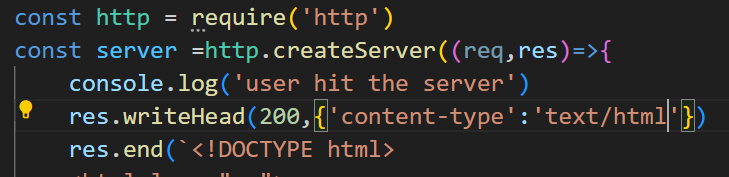 const http = require('http')
const server =http.createServer((req,res)=>{
console.log('user hit the server')
res.writeHead(200,{'content-type':'text/html'})
res.end(`<!DOCTYPE html>